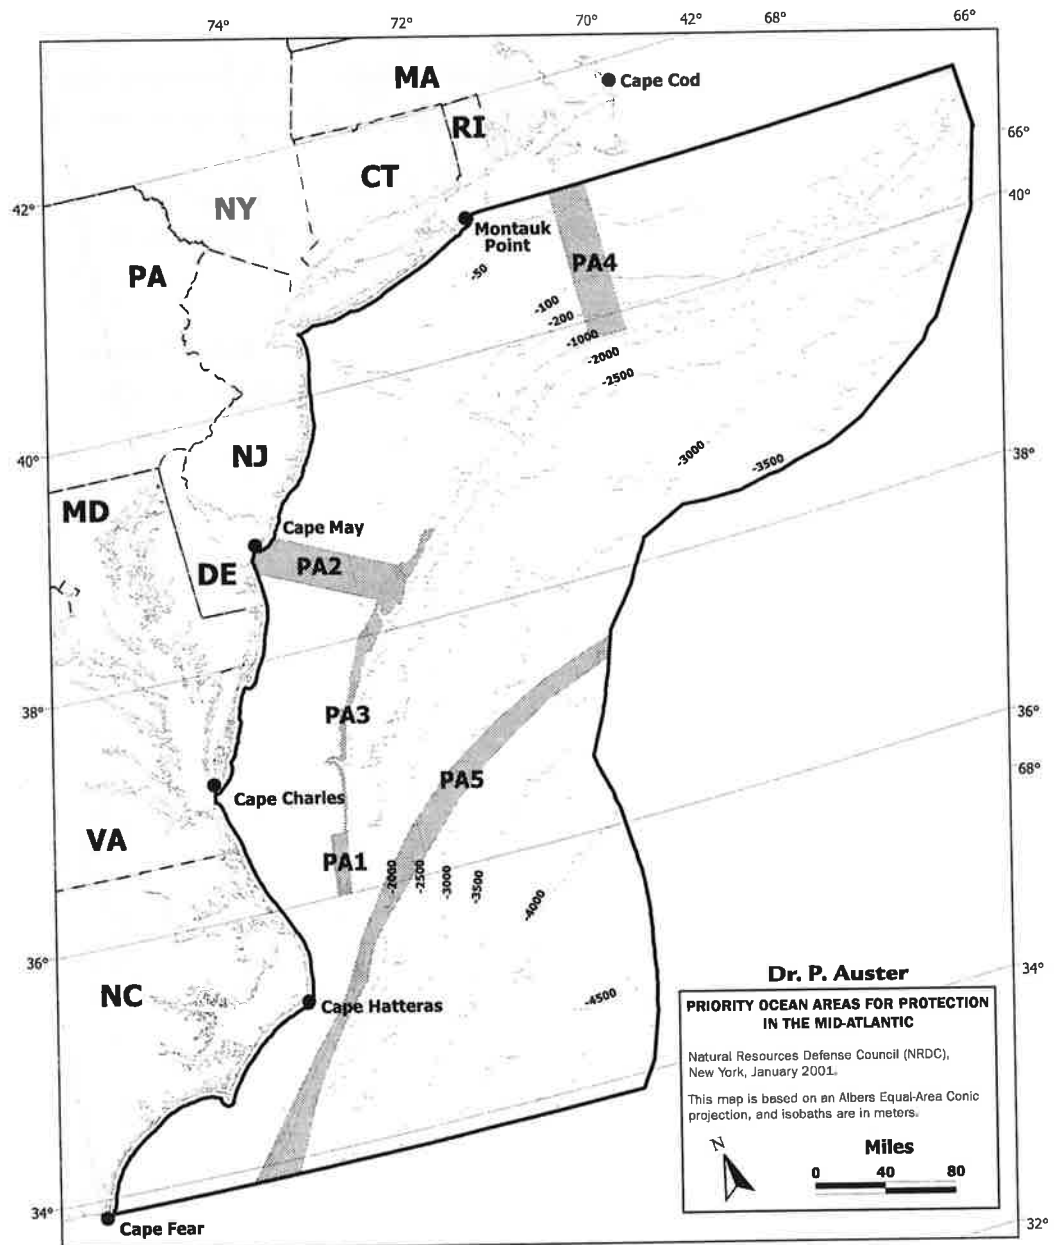 74°
72°
70°
42°
68°
66°
MA
Cape Cod
RI
CT
66°
40°
42°
NY
Montauk
Point
PA
-50
PA4
-100
-200
-1000
-2000
-2500
NJ
-3000
-3500
38°
40°
MD
Cape May
PA2
DE
38°
PA3
36°
PA5
68°
Cape Charles
VA
PA1
-2000
-2500
-3000
-3500
-4000
36°
34°
NC
Cape Hatteras
-4500
Dr. P. Auster
PRIORITY OCEAN AREAS FOR PROTECTION
IN THE MID-ATLANTIC
Natural Resources Defense Council (NRDC),
New York, January 2001.
This map is based on an Albers Equal-Area Conic
projection, and isobaths are in meters.
N
Miles
0 40 80
34°
Cape Fear
32°